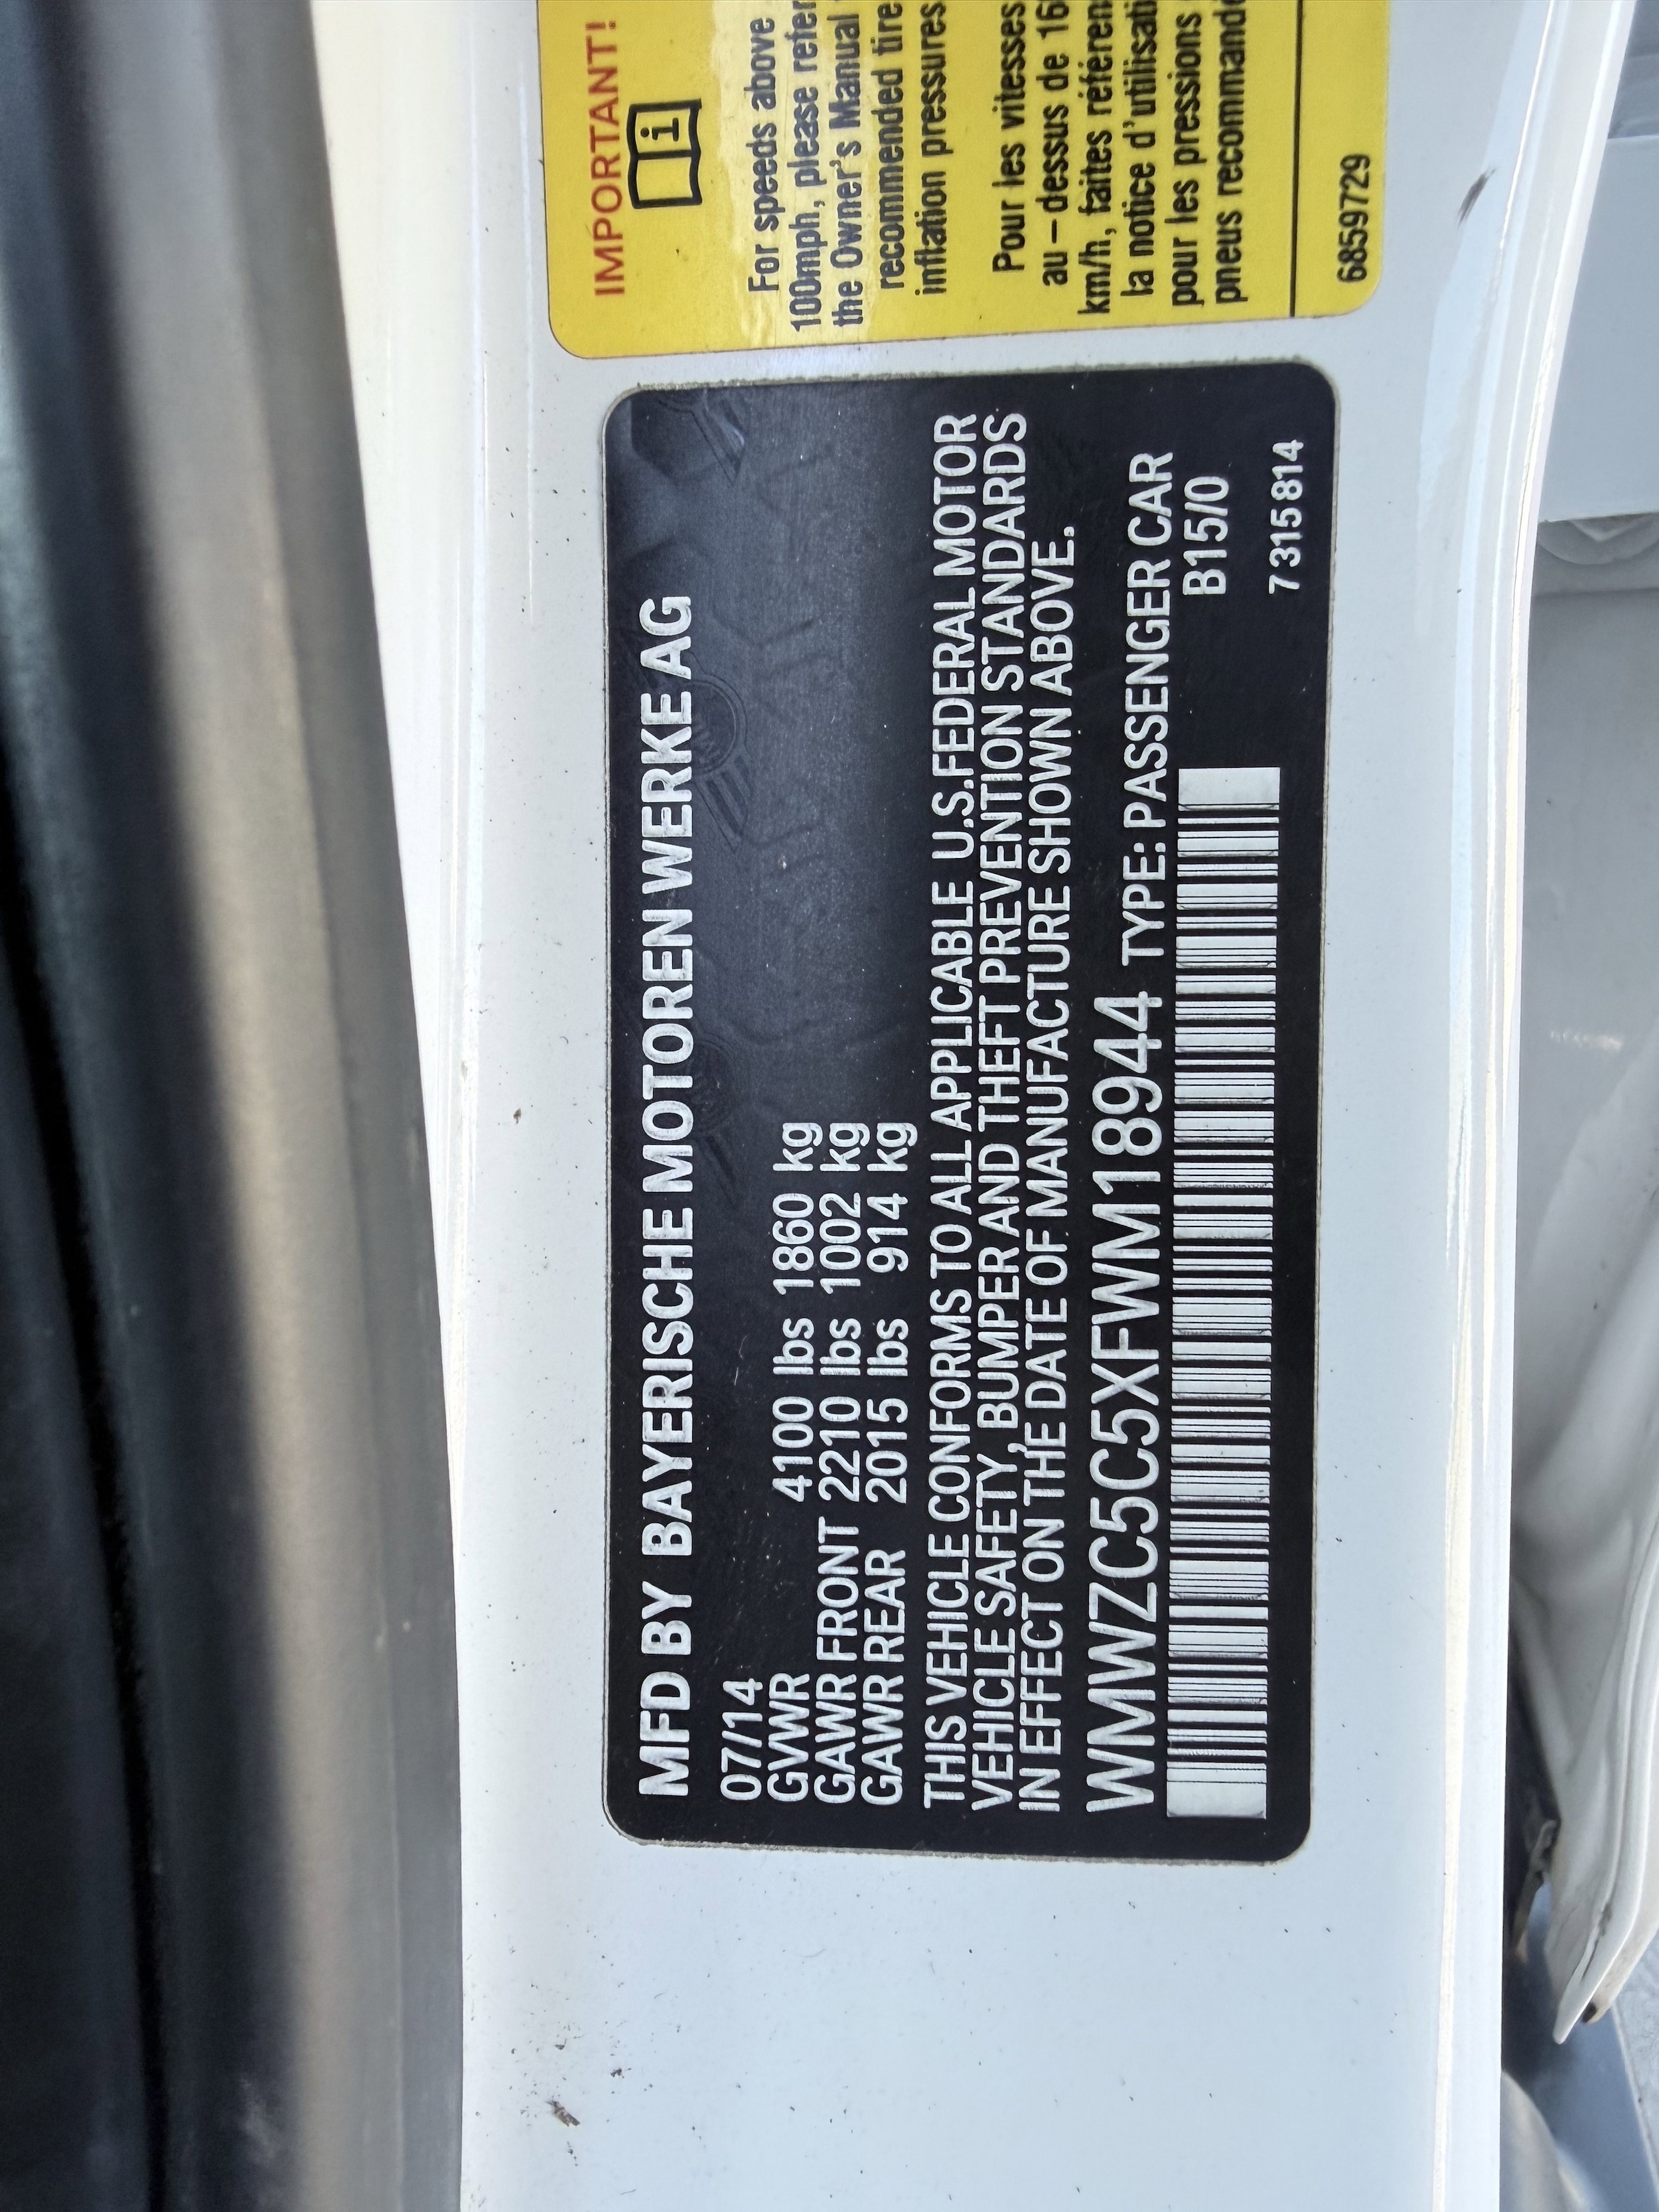 MFD BY BAYERISCHE MOTOREN WERKE AG
07/14
GVWR 4100 lbs 1860 kg
GAWR FRONT 2210 lbs 1002 kg
GAWR REAR 2015 lbs 914 kg
THIS VEHICLE CONFORMS TO ALL APPLICABLE U.S.FEDERAL MOTOR
VEHICLE SAFETY, BUMPER AND THEFT PREVENTION STANDARDS
IN EFFECT ON THE DATE OF MANUFACTURE SHOWN ABOVE.
WMWZC5C5XFWM18944 TYPE: PASSENGER CAR
B15/0
7315814
IMPORTANT!
i
For speeds above
100mph, please refer
the Owner's Manual
recommended tire
inflation pressures
Pour les vitesses
au-dessus de 16
km/h, faites
la notice
pour les pressions
pneus
6859729